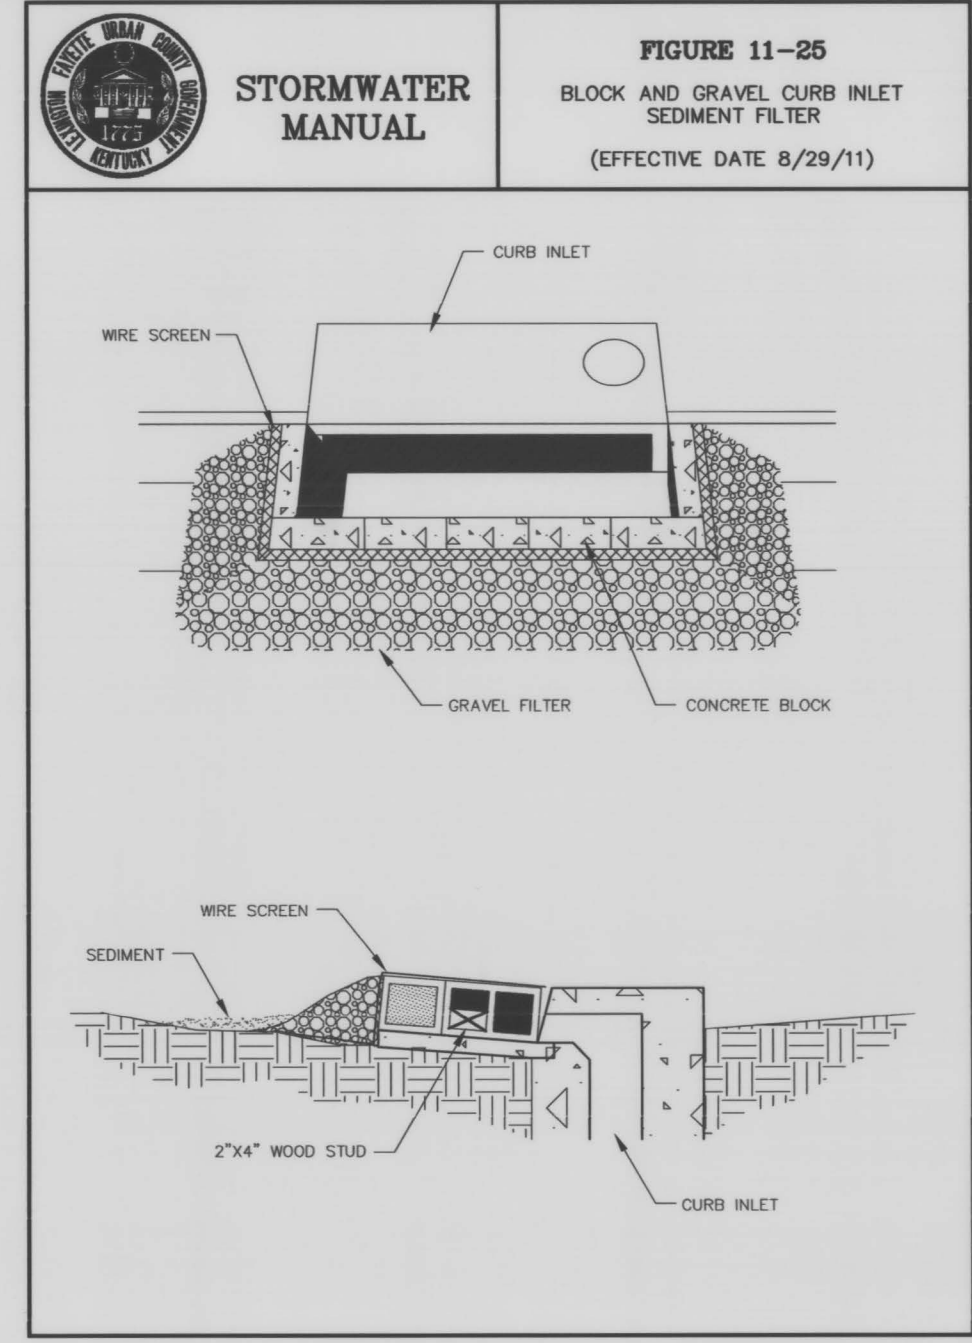 LEXINGTON FAYETTE URBAN COUNTY GOVERNMENT
1775
KENTUCKY
STORMWATER
MANUAL
FIGURE 11-25
BLOCK AND GRAVEL CURB INLET
SEDIMENT FILTER
(EFFECTIVE DATE 8/29/11)
CURB INLET
WIRE SCREEN
GRAVEL FILTER
CONCRETE BLOCK
WIRE SCREEN
SEDIMENT
2"X4" WOOD STUD
CURB INLET